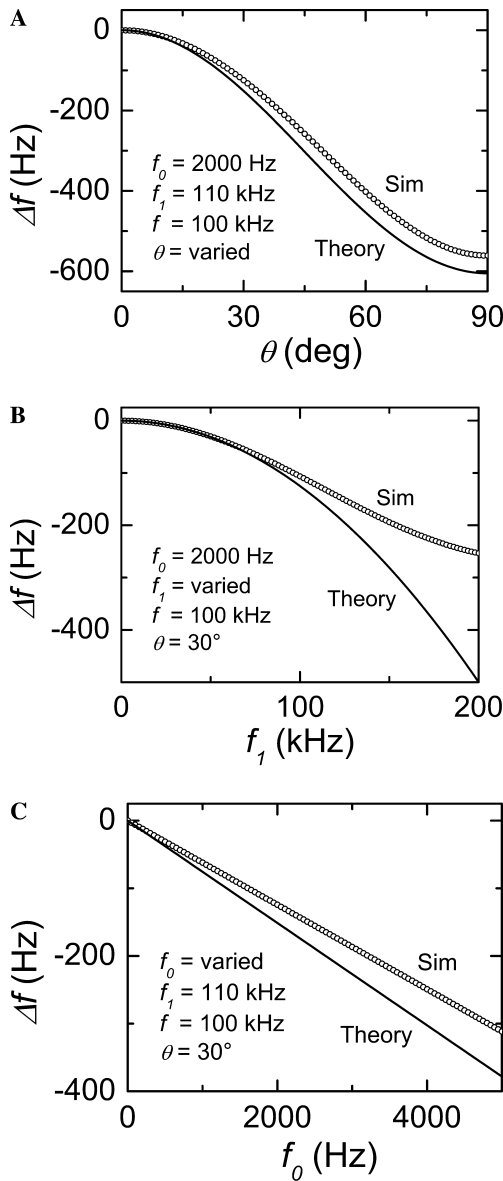 A
0
-200
-400
-600
Δf (Hz)
f₀ = 2000 Hz
f₁ = 110 kHz
f = 100 kHz
θ = varied
Sim
Theory
0 30 60 90
θ (deg)
B
0
-200
-400
Δf (Hz)
f₀ = 2000 Hz
f₁ = varied
f = 100 kHz
θ = 30°
Sim
Theory
0 100 200
f₁ (kHz)
C
0
-200
-400
Δf (Hz)
f₀ = varied
f₁ = 110 kHz
f = 100 kHz
θ = 30°
Sim
Theory
0 2000 4000
f₀ (Hz)